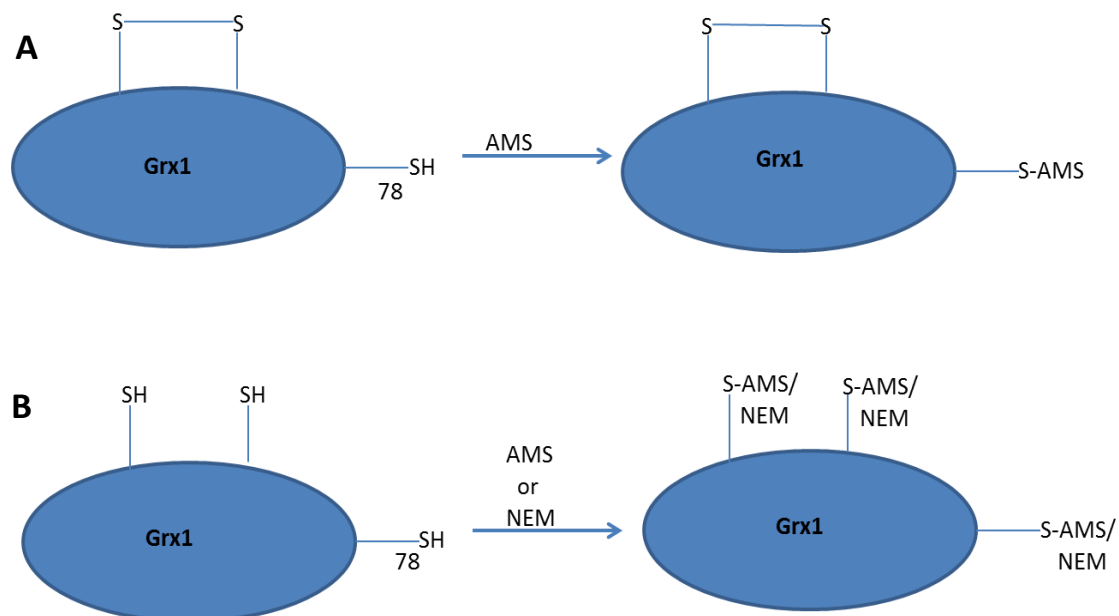 A
S S
Grx1
SH
78
AMS
S S
Grx1
S-AMS
B
SH SH
Grx1
SH
78
AMS
or
NEM
S-AMS/
NEM
S-AMS/
NEM
Grx1
S-AMS/
NEM